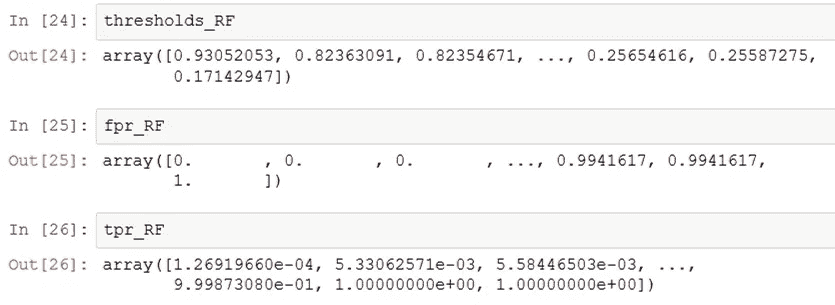 In [24]: thresholds_RF
Out[24]: array([0.93052053, 0.82363091, 0.82354671, ..., 0.25654616, 0.25587275,
0.17142947])
In [25]: fpr_RF
Out[25]: array([0.       , 0.       , 0.       , ..., 0.9941617, 0.9941617,
1.       ])
In [26]: tpr_RF
Out[26]: array([1.26919660e-04, 5.33062571e-03, 5.58446503e-03, ...,
9.99873080e-01, 1.00000000e+00, 1.00000000e+00])